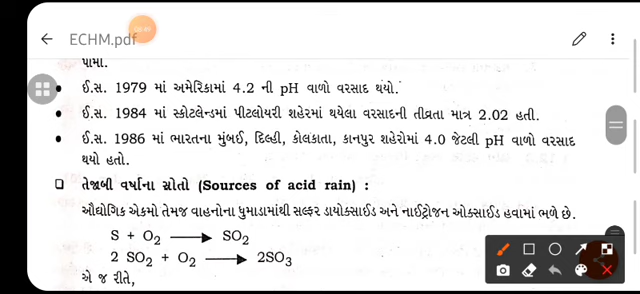 ECHM.pdf
પામી.
• ઈ.સ. 1979 માં અમેરિકામાં 4.2 ની pH વાળો વરસાદ થયો.
• ઈ.સ. 1984 માં સ્કોટલેન્ડમાં પીટલોયરી શહેરમાં થયેલા વરસાદની તીવ્રતા માત્ર 2.02 હતી.
• ઈ.સ. 1986 માં ભારતના મુંબઈ, દિલ્હી, કોલકાતા, કાનપુર શહેરોમાં 4.0 જેટલી pH વાળો વરસાદ
થયો હતો.
❑ તેજાબી વર્ષાના સ્રોતો (Sources of acid rain) :
ઔદ્યોગિક એકમો તેમજ વાહનોના ધુમાડામાંથી સલ્ફર ડાયોક્સાઈડ અને નાઈટ્રોજન ઓક્સાઈડ હવામાં ભળે છે.
S + O₂ ⟶ SO₂
2 SO₂ + O₂ ⟶ 2SO₃
એ જ રીતે,